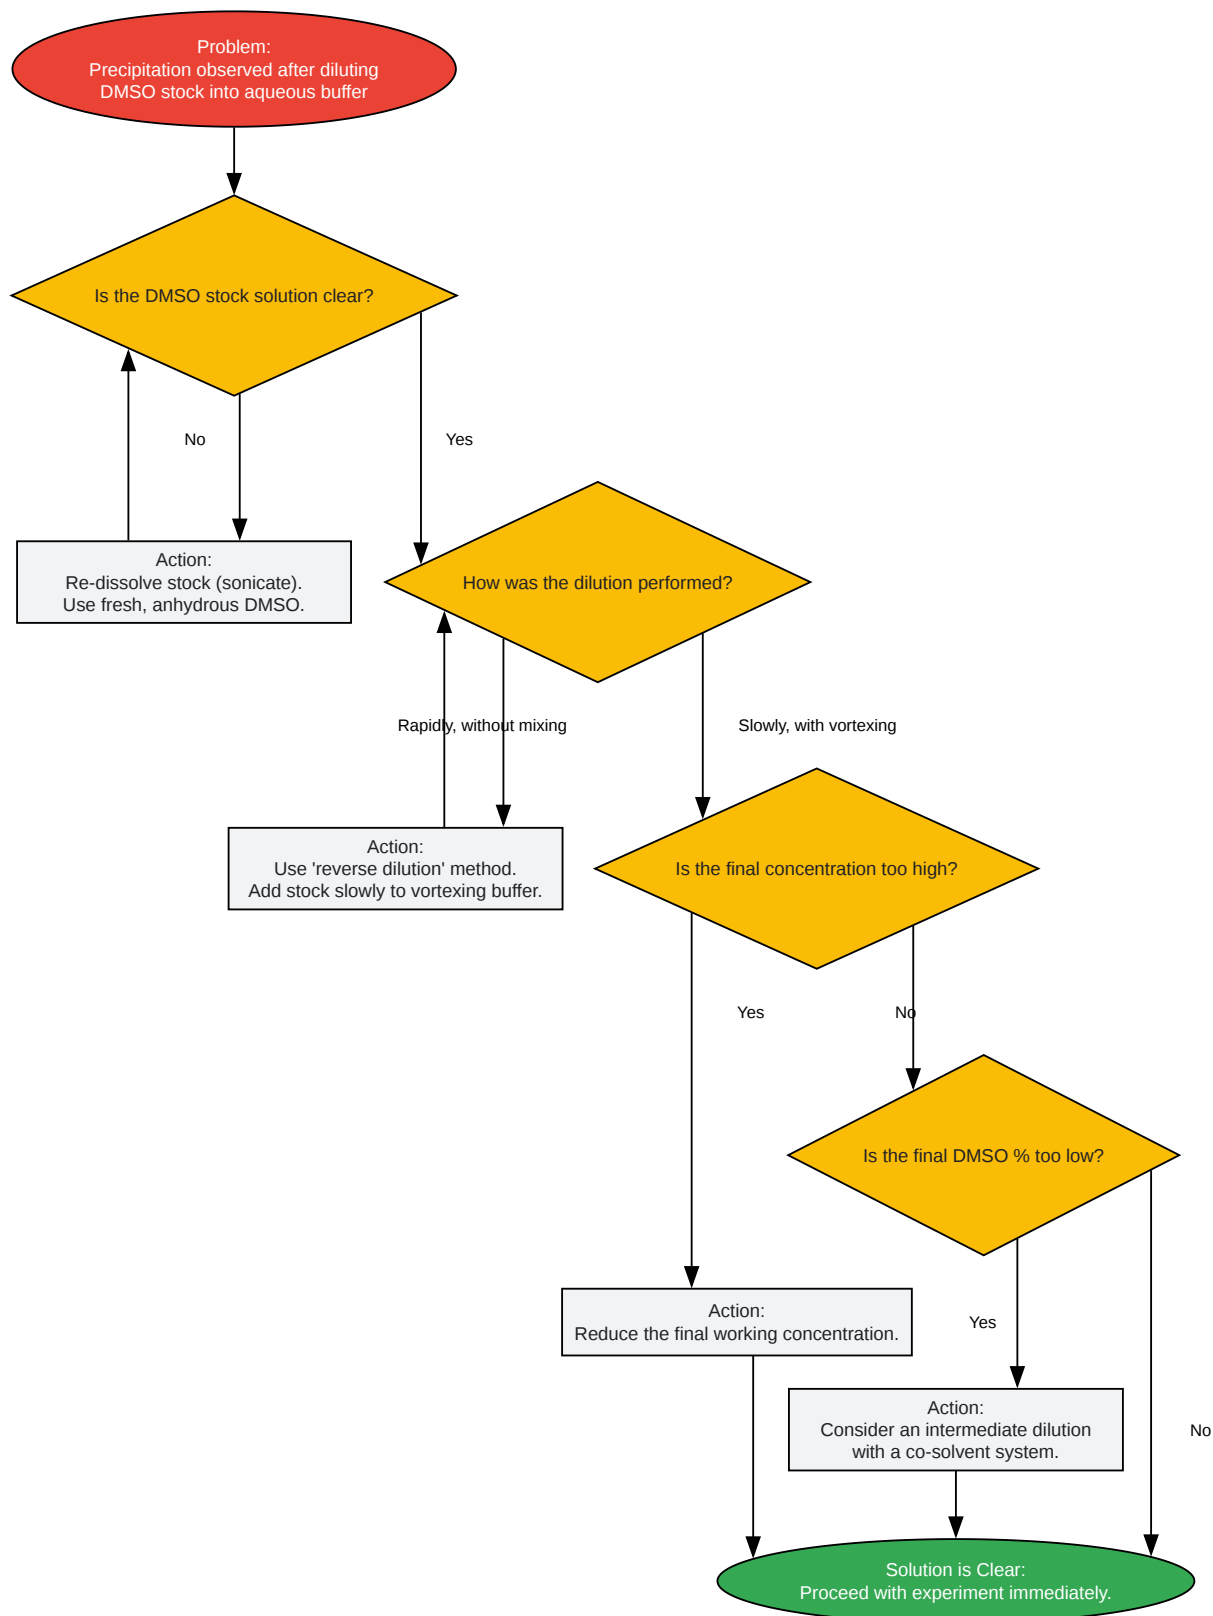 Problem:
Precipitation observed after diluting
DMSO stock into aqueous buffer
Is the DMSO stock solution clear?
No
Yes
Action:
Re-dissolve stock (sonicate).
Use fresh, anhydrous DMSO.
How was the dilution performed?
Rapidly, without mixing
Slowly, with vortexing
Action:
Use 'reverse dilution' method.
Add stock slowly to vortexing buffer.
Is the final concentration too high?
Yes
No
Is the final DMSO % too low?
Action:
Reduce the final working concentration.
Yes
Action:
Consider an intermediate dilution
with a co-solvent system.
No
Solution is Clear:
Proceed with experiment immediately.